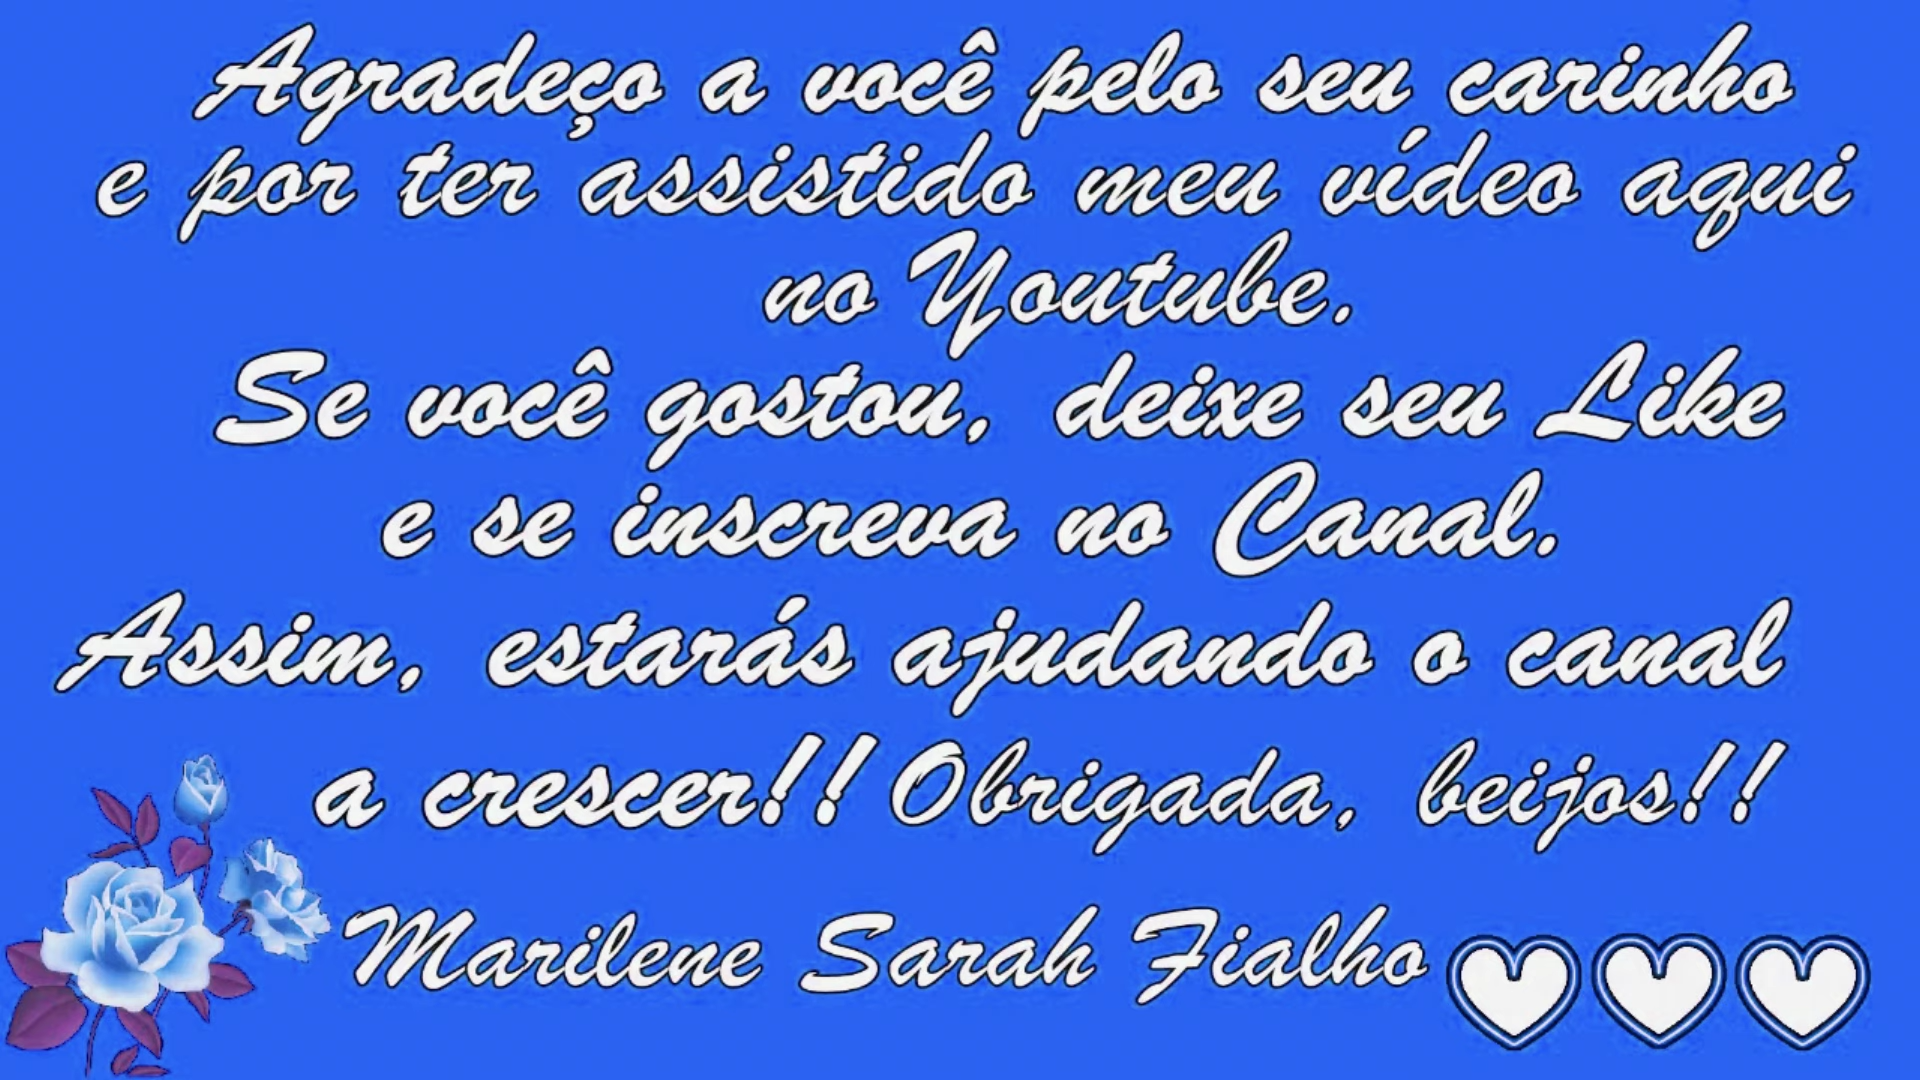 Agradeço a você pelo seu carinho
e por ter assistido meu vídeo aqui
no Youtube.
Se você gostou, deixe seu Like
e se inscreva no Canal.
Assim, estarás ajudando o canal
a crescer!! Obrigada, beijos!!
Marilene Sarah Fialho